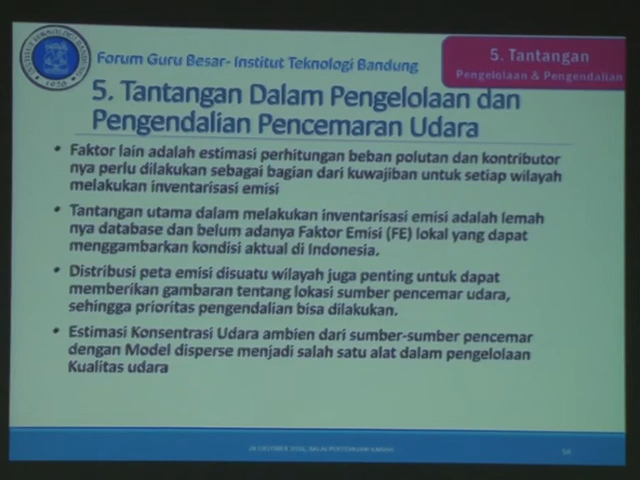 Forum Guru Besar- Institut Teknologi Bandung
5. Tantangan
Pengelolaan & Pengendalian
5. Tantangan Dalam Pengelolaan dan
Pengendalian Pencemaran Udara
• Faktor lain adalah estimasi perhitungan beban polutan dan kontributor
nya perlu dilakukan sebagai bagian dari kuwajiban untuk setiap wilayah
melakukan inventarisasi emisi
• Tantangan utama dalam melakukan inventarisasi emisi adalah lemah
nya database dan belum adanya Faktor Emisi (FE) lokal yang dapat
menggambarkan kondisi aktual di Indonesia.
• Distribusi peta emisi disuatu wilayah juga penting untuk dapat
memberikan gambaran tentang lokasi sumber pencemar udara,
sehingga prioritas pengendalian bisa dilakukan.
• Estimasi Konsentrasi Udara ambien dari sumber-sumber pencemar
dengan Model disperse menjadi salah satu alat dalam pengelolaan
Kualitas udara